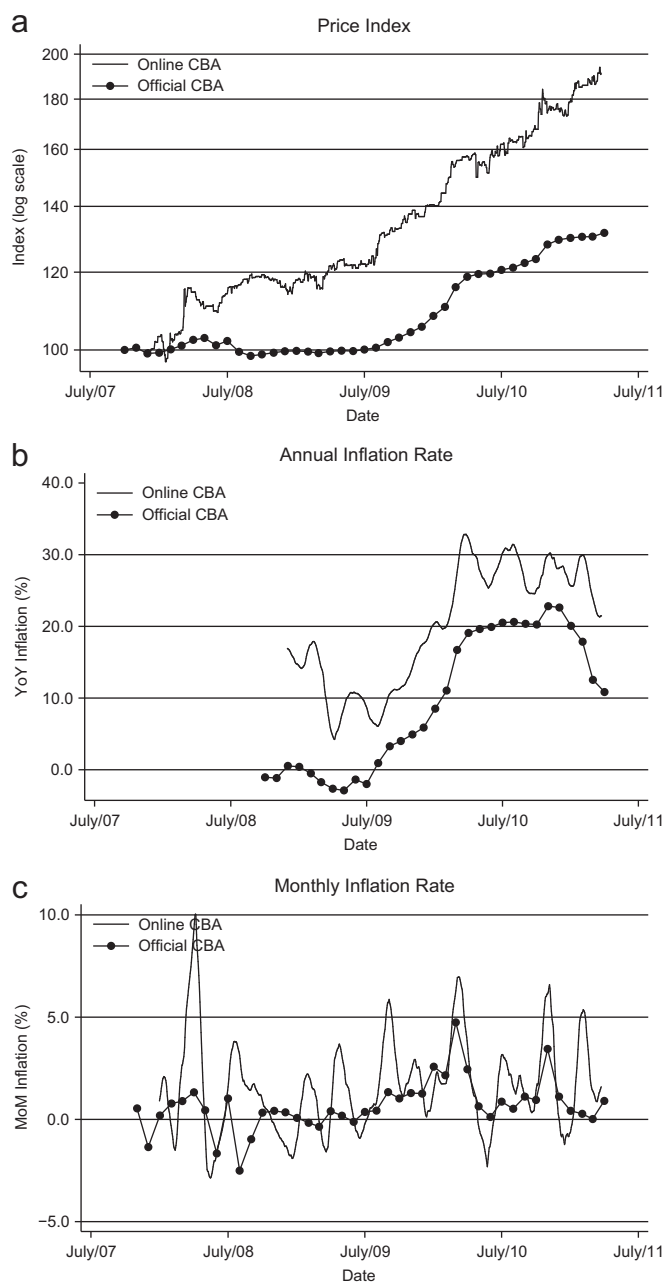 a
Price Index
200
180
160
140
120
100
Index (log scale)
Online CBA
Official CBA
July/07
July/08
July/09
July/10
July/11
Date
b
Annual Inflation Rate
40.0
30.0
20.0
10.0
0.0
YoY Inflation (%)
Online CBA
Official CBA
July/07
July/08
July/09
July/10
July/11
Date
c
Monthly Inflation Rate
10.0
5.0
0.0
−5.0
MoM Inflation (%)
Online CBA
Official CBA
July/07
July/08
July/09
July/10
July/11
Date